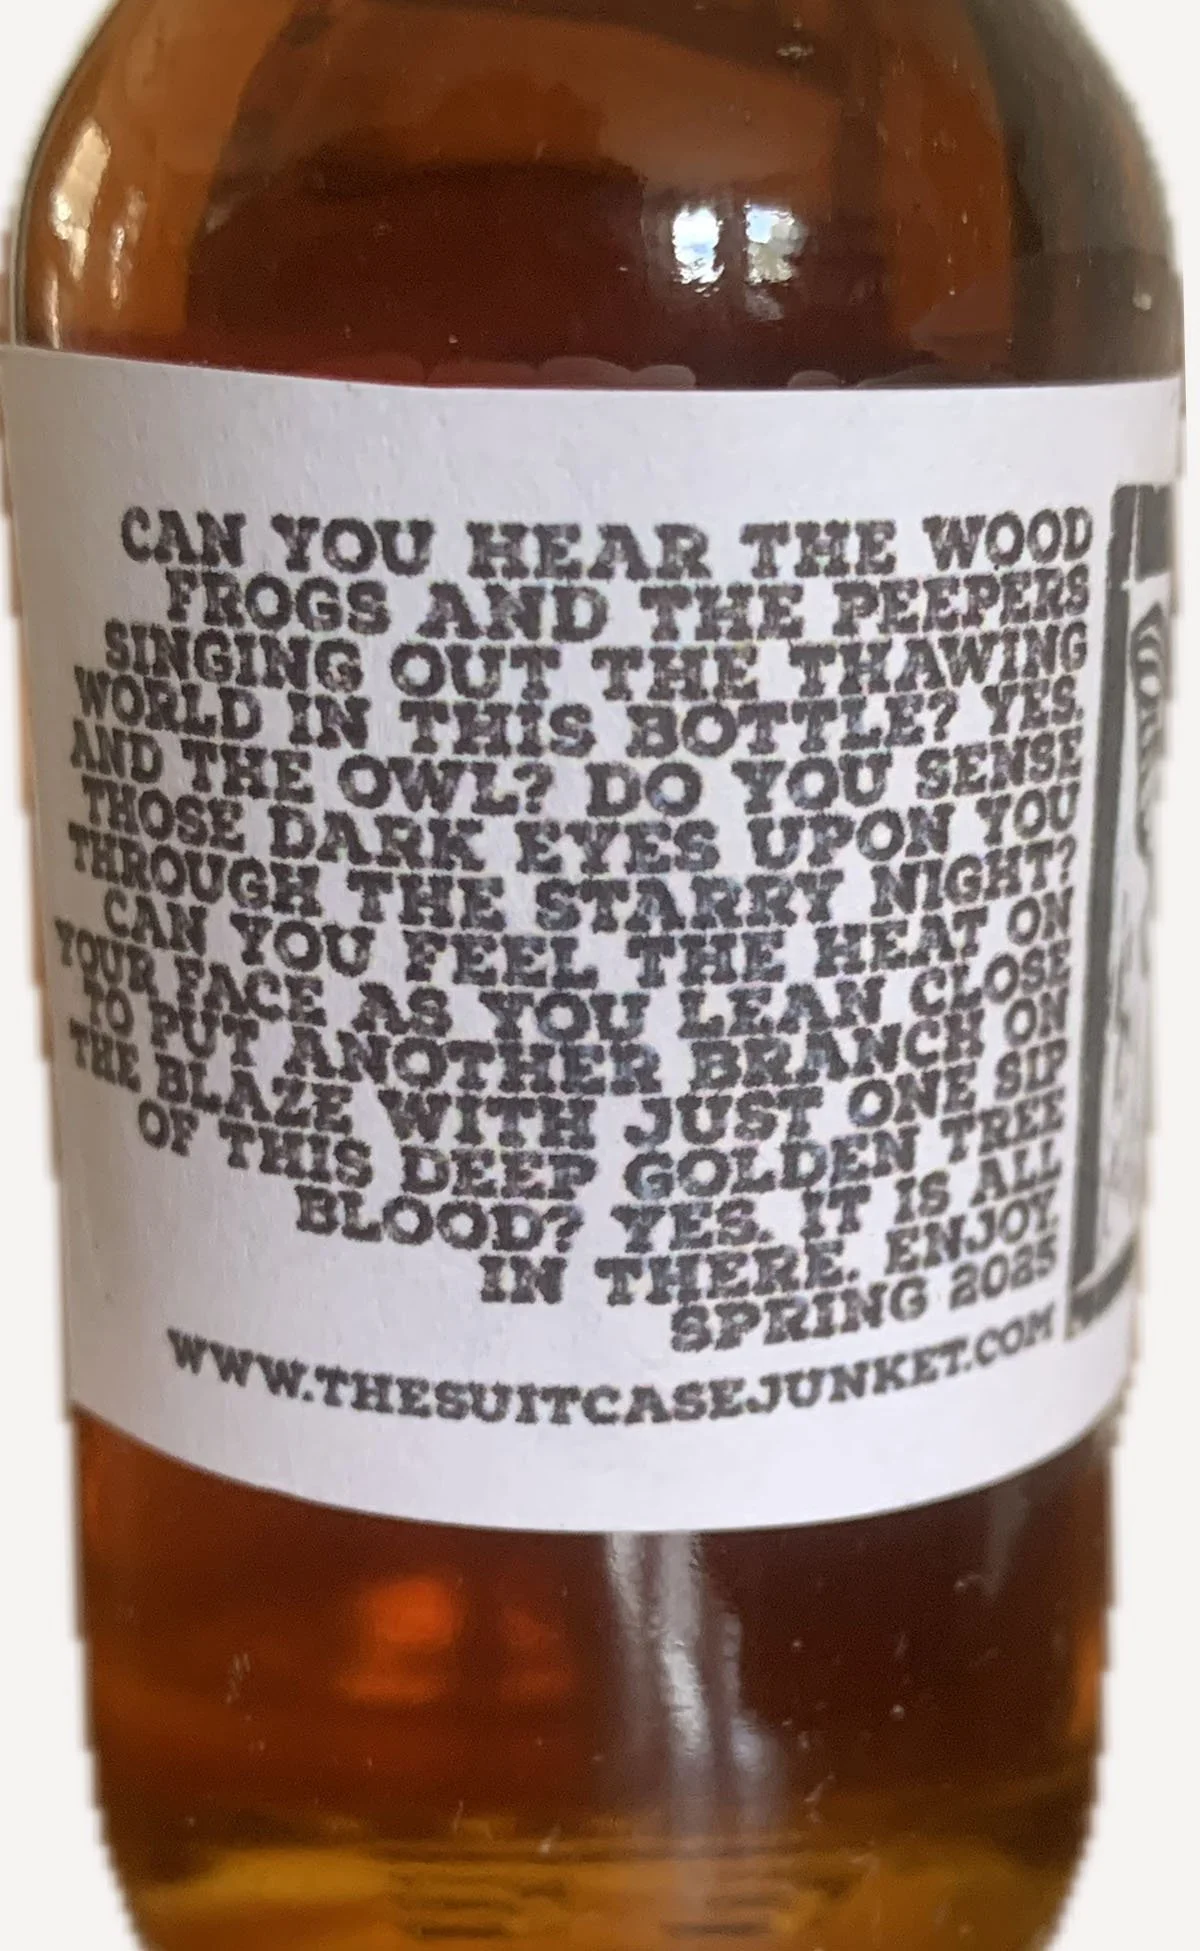 CAN YOU HEAR THE WOOD
FROGS AND THE PEEPERS
SINGING OUT THE THAWING
WORLD IN THIS BOTTLE? YES.
AND THE OWL? DO YOU SENSE
THOSE DARK EYES UPON YOU
THROUGH THE STARRY NIGHT?
CAN YOU FEEL THE HEAT ON
YOUR FACE AS YOU LEAN CLOSE
TO PUT ANOTHER BRANCH ON
THE BLAZE WITH JUST ONE SIP
OF THIS DEEP GOLDEN TREE
BLOOD? YES. IT IS ALL
IN THERE. ENJOY.
SPRING 2025
WWW.THESUITCASEJUNKET.COM